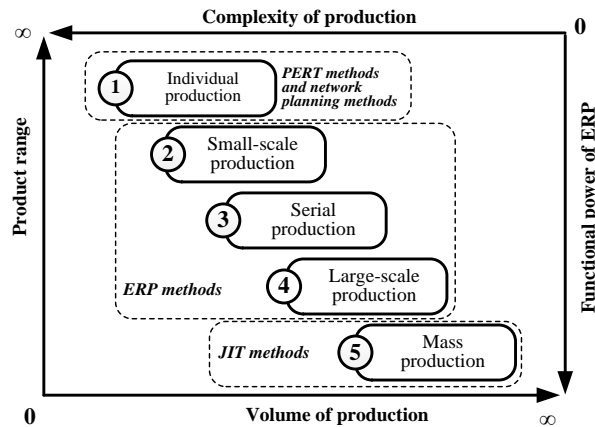 Complexity of production
∞
0
1
Individual
production
PERT methods
and network
planning methods
2
Small-scale
production
3
Serial
production
4
Large-scale
production
ERP methods
5
Mass
production
JIT methods
Product range
Functional power of ERP
0
Volume of production
∞